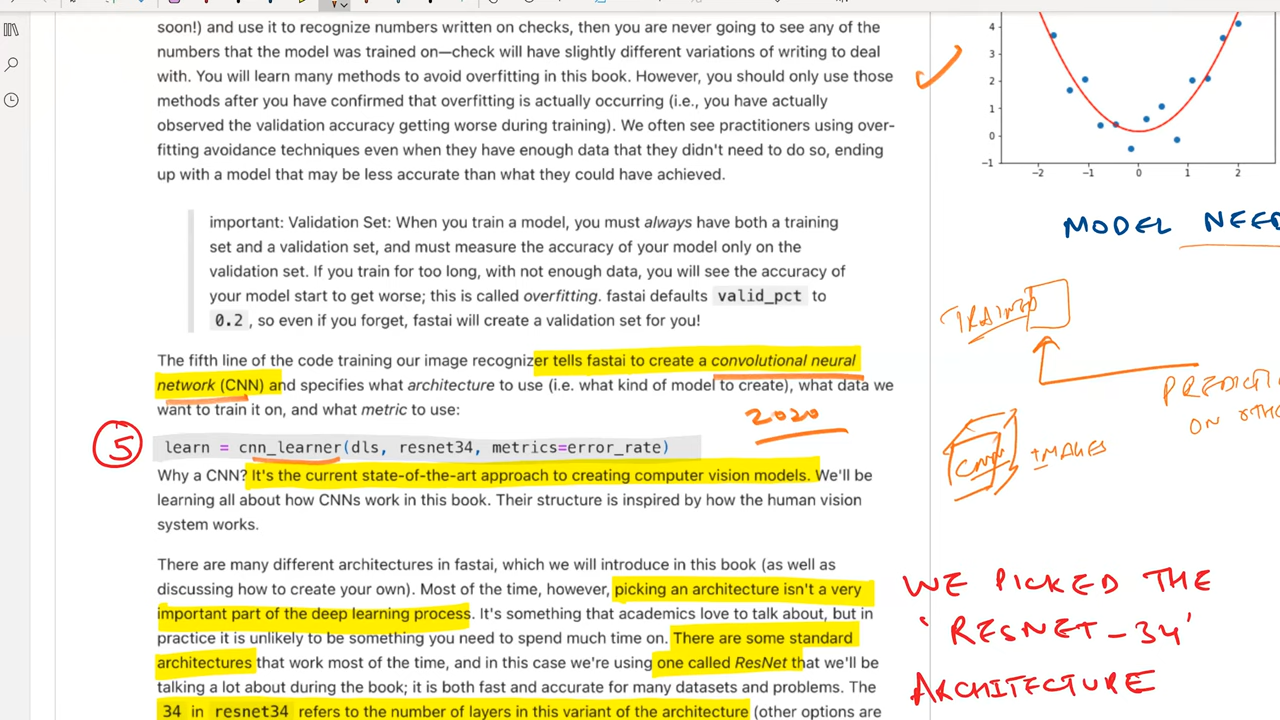 soon!) and use it to recognize numbers written on checks, then you are never going to see any of the
numbers that the model was trained on—check will have slightly different variations of writing to deal
with. You will learn many methods to avoid overfitting in this book. However, you should only use those
methods after you have confirmed that overfitting is actually occurring (i.e., you have actually
observed the validation accuracy getting worse during training). We often see practitioners using over-
fitting avoidance techniques even when they have enough data that they didn't need to do so, ending
up with a model that may be less accurate than what they could have achieved.
important: Validation Set: When you train a model, you must always have both a training
set and a validation set, and must measure the accuracy of your model only on the
validation set. If you train for too long, with not enough data, you will see the accuracy of
your model start to get worse; this is called overfitting. fastai defaults valid_pct to
0.2 , so even if you forget, fastai will create a validation set for you!
The fifth line of the code training our image recognizer tells fastai to create a convolutional neural
network (CNN) and specifies what architecture to use (i.e. what kind of model to create), what data we
want to train it on, and what metric to use:
2020
5
learn = cnn_learner(dls, resnet34, metrics=error_rate)
Why a CNN? It's the current state-of-the-art approach to creating computer vision models. We'll be
learning all about how CNNs work in this book. Their structure is inspired by how the human vision
system works.
There are many different architectures in fastai, which we will introduce in this book (as well as
discussing how to create your own). Most of the time, however, picking an architecture isn't a very
important part of the deep learning process. It's something that academics love to talk about, but in
practice it is unlikely to be something you need to spend much time on. There are some standard
architectures that work most of the time, and in this case we're using one called ResNet that we'll be
talking a lot about during the book; it is both fast and accurate for many datasets and problems. The
34 in resnet34 refers to the number of layers in this variant of the architecture (other options are
4
3
2
1
0
−1
−2 −1 0 1 2
MODEL NEED
TRAINED
PREDICTI
ON OTH
IMAGES
WE PICKED THE
'RESNET-34'
ARCHITECTURE